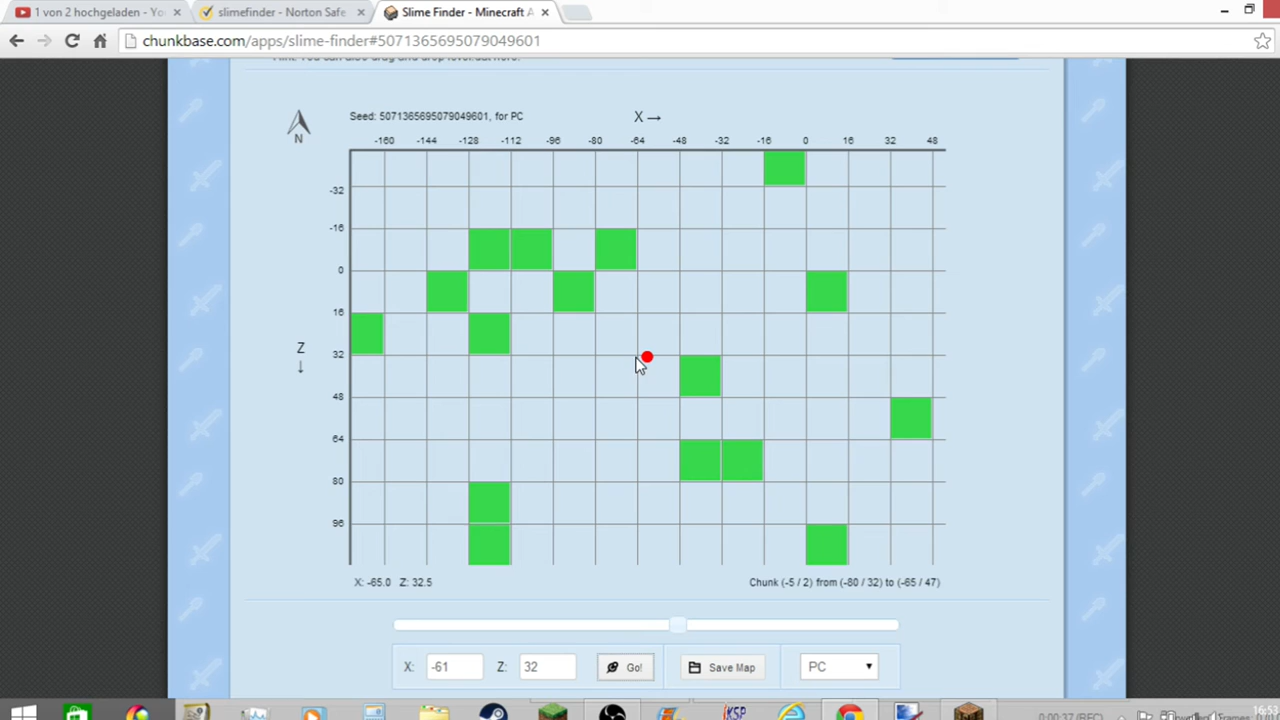 1 von 2 hochgeladen - Yo
slimefinder - Norton Safe
Slime Finder - Minecraft A
chunkbase.com/apps/slime-finder#5071365695079049601
Seed: 5071365695079049601, for PC
X →
N
-160 -144 -128 -112 -96 -80 -64 -48 -32 -16 0 16 32 48
-32
-16
0
16
Z
↓
32
48
64
80
96
X: -65.0 Z: 32.5
Chunk (-5 / 2) from (-80 / 32) to (-65 / 47)
X: -61 Z: 32 Go! Save Map PC
KSP
16:53